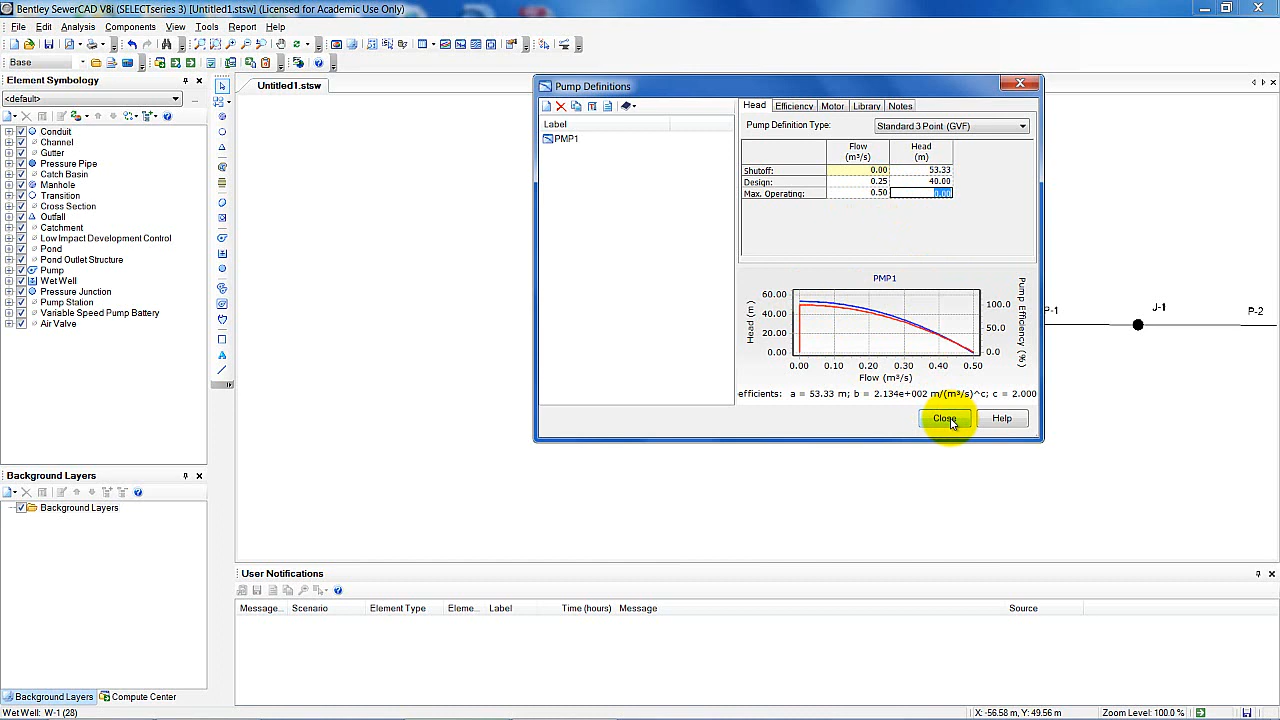 Bentley SewerCAD V8i (SELECTseries 3) [Untitled1.stsw] (Licensed for Academic Use Only)
File Edit Analysis Components View Tools Report Help
Base
Element Symbology
<default>
Conduit
Channel
Gutter
Pressure Pipe
Catch Basin
Manhole
Transition
Cross Section
Outfall
Catchment
Low Impact Development Control
Pond
Pond Outlet Structure
Pump
Wet Well
Pressure Junction
Pump Station
Variable Speed Pump Battery
Air Valve
Background Layers
Background Layers
Background Layers Compute Center
Wet Well: W-1 (28)
Untitled1.stsw
Pump Definitions
Label
PMP1
Head Efficiency Motor Library Notes
Pump Definition Type: Standard 3 Point (GVF)
Flow (m³/s) Head (m)
Shutoff: 0.00 53.33
Design: 0.25 40.00
Max. Operating: 0.50 0.00
PMP1
Head (m)
60.00
40.00
20.00
0.00
Pump Efficiency (%)
100.0
50.0
0.0
0.00 0.10 0.20 0.30 0.40 0.50
Flow (m³/s)
efficients: a = 53.33 m; b = 2.134e+002 m/(m³/s)^c; c = 2.000
Close Help
P-1 J-1 P-2
User Notifications
Message... Scenario Element Type Eleme... Label Time (hours) Message Source
X: -56.58 m, Y: 49.56 m Zoom Level: 100.0 %